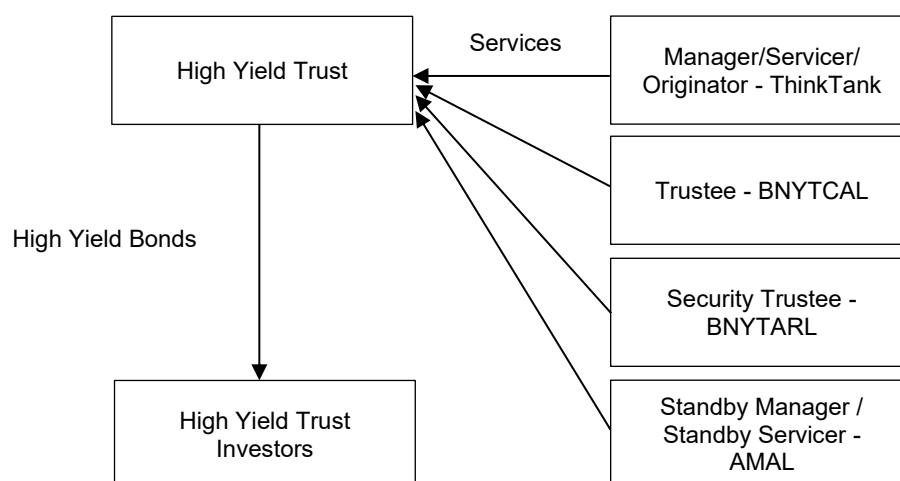 High Yield Trust
Services
Manager/Servicer/
Originator - ThinkTank
Trustee - BNYTCAL
High Yield Bonds
Security Trustee -
BNYTARL
High Yield Trust
Investors
Standby Manager /
Standby Servicer -
AMAL